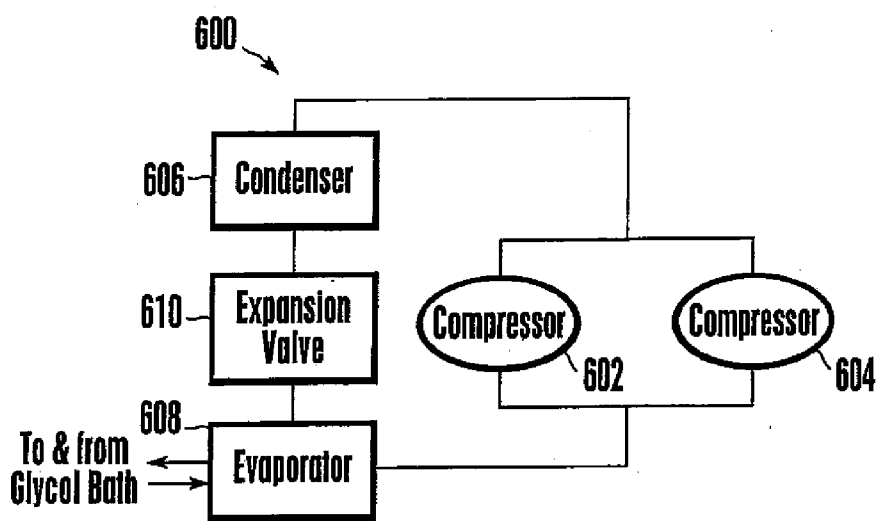 600
606
Condenser
610
Expansion
Valve
Compressor
602
Compressor
604
608
Evaporator
To & from
Glycol Bath